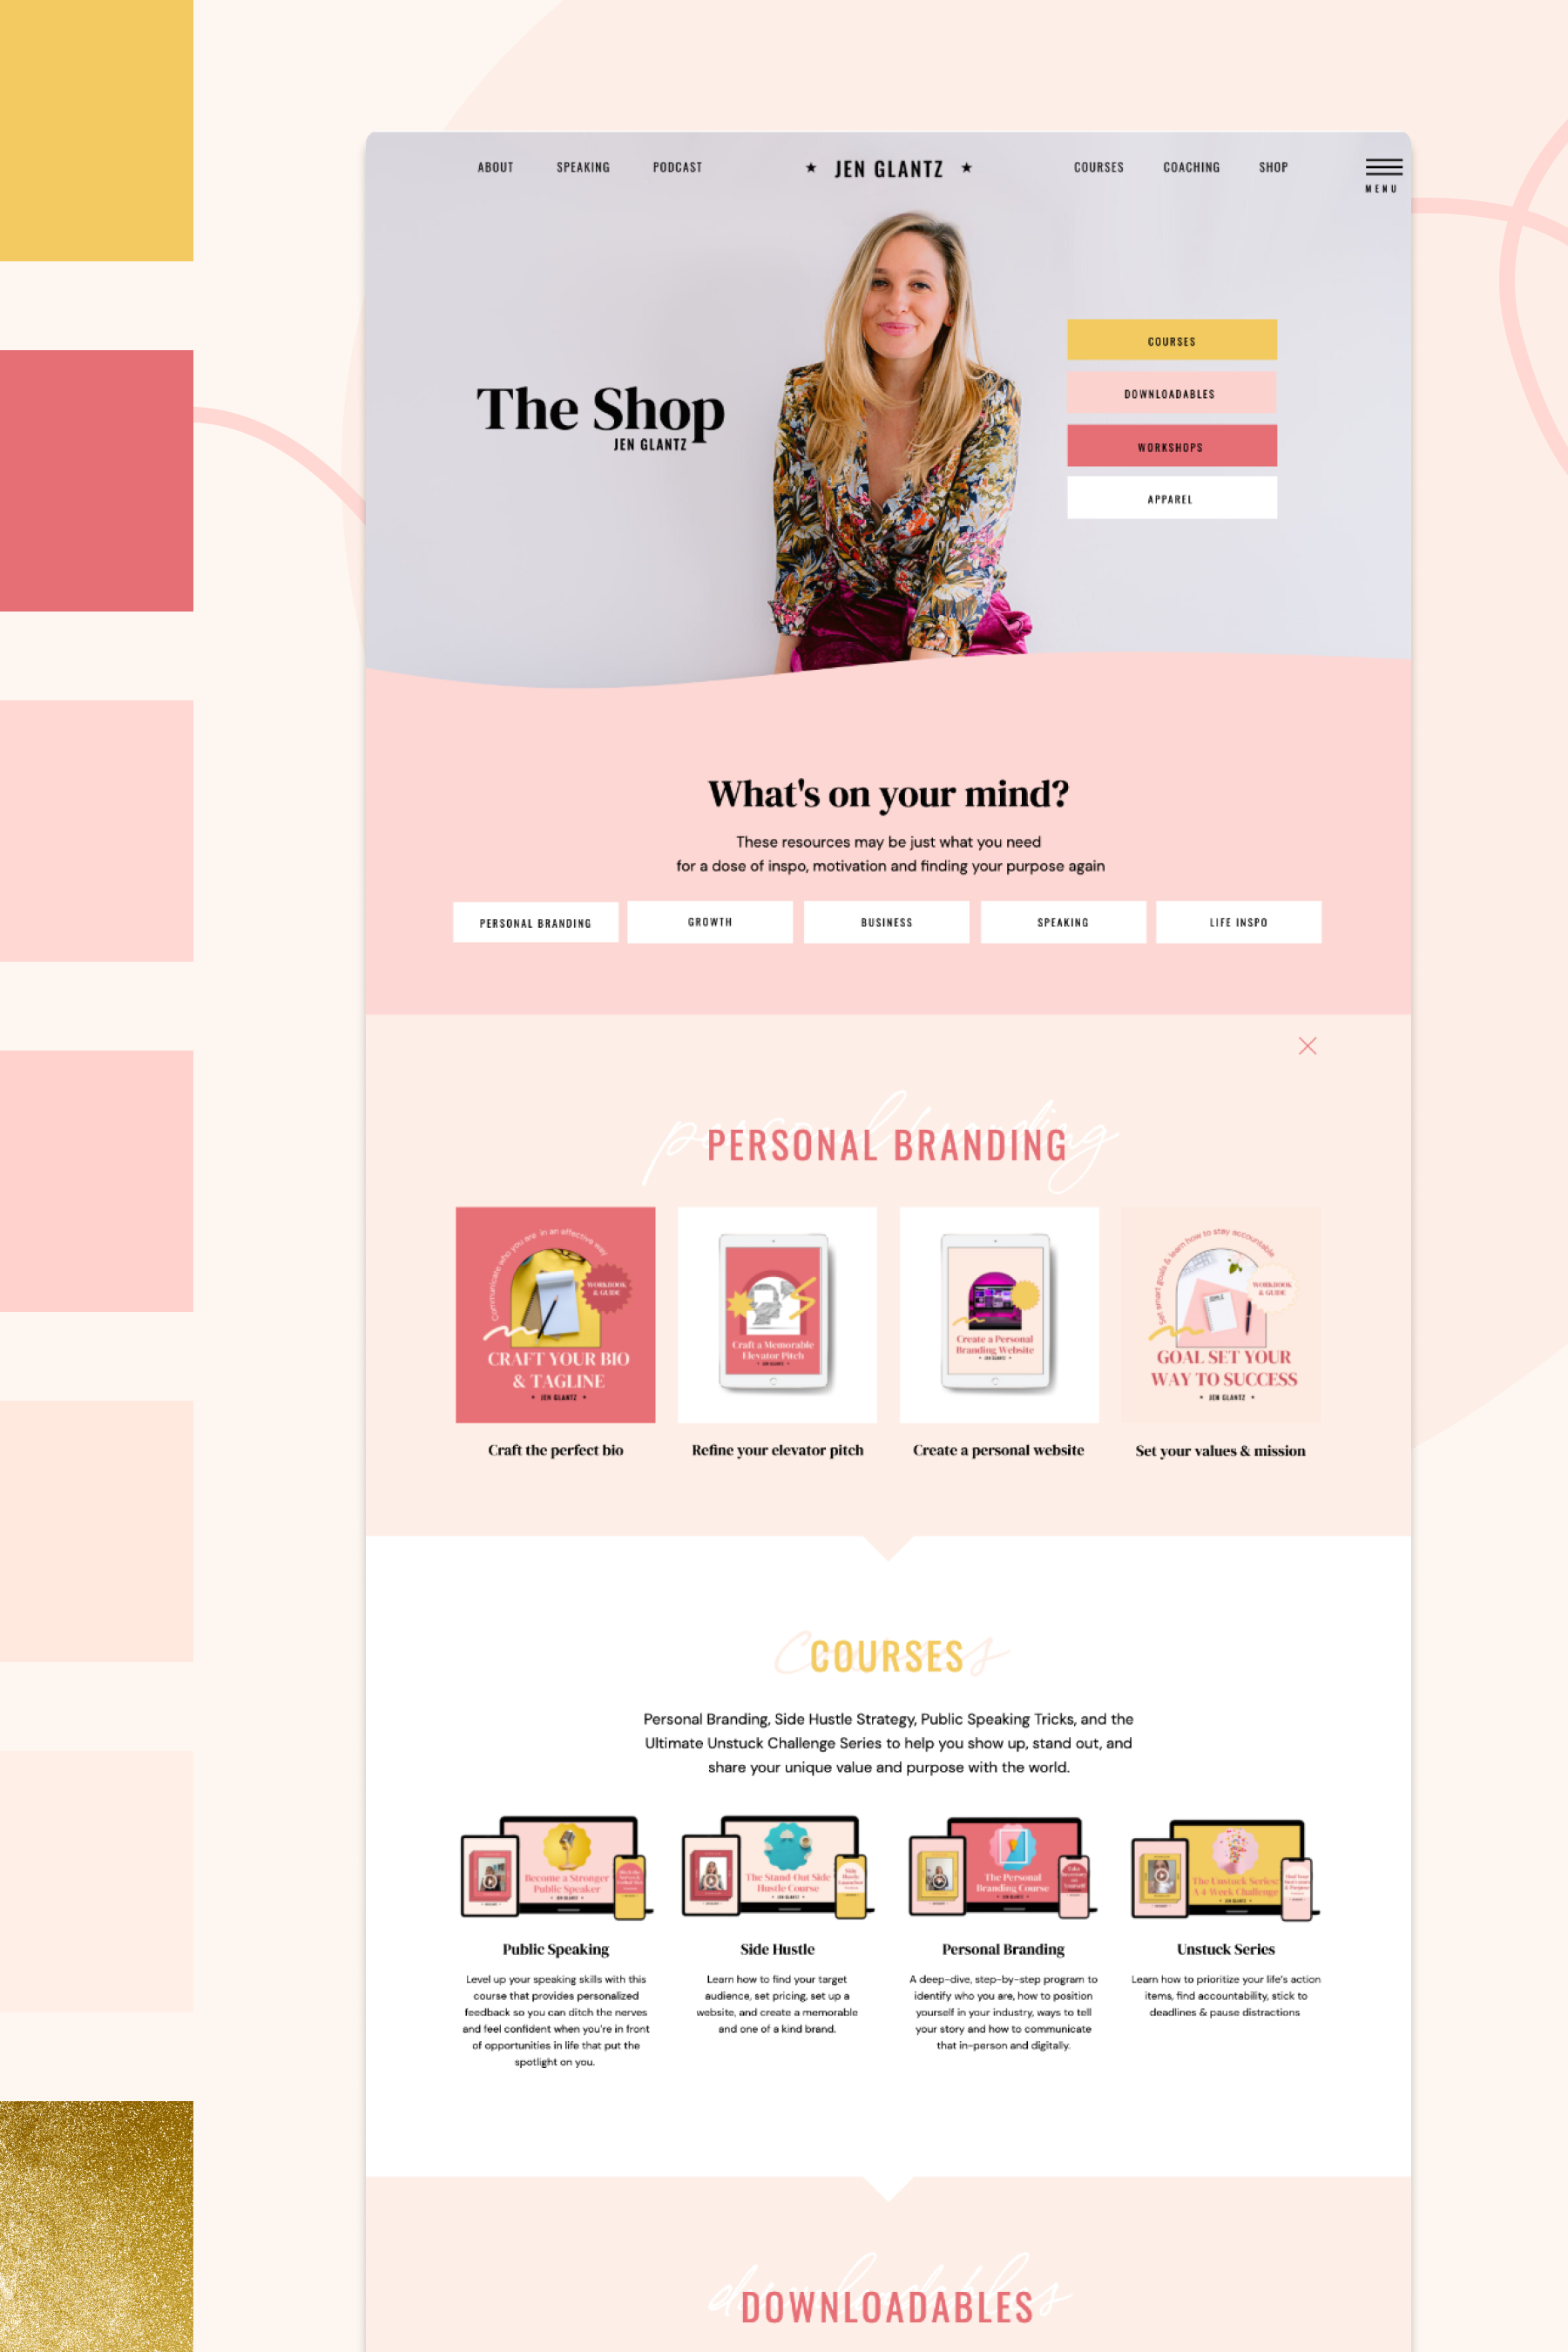 ABOUT
SPEAKING
PODCAST
★ JEN GLANTZ ★
COURSES
COACHING
SHOP
MENU
The Shop
JEN GLANTZ
COURSES
DOWNLOADABLES
WORKSHOPS
APPAREL
What's on your mind?
These resources may be just what you need
for a dose of inspo, motivation and finding your purpose again
PERSONAL BRANDING
GROWTH
BUSINESS
SPEAKING
LIFE INSPO
personal branding
PERSONAL BRANDING
Communicate who you are in an effective way
WORKBOOK
& GUIDE
CRAFT YOUR BIO
& TAGLINE
JEN GLANTZ
Craft a Memorable
Elevator Pitch
JEN GLANTZ
Create a Personal
Branding Website
JEN GLANTZ
Set smart goals & learn how to stay accountable
WORKBOOK
& GUIDE
GOAL SET YOUR
WAY TO SUCCESS
JEN GLANTZ
Craft the perfect bio
Refine your elevator pitch
Create a personal website
Set your values & mission
Courses
COURSES
Personal Branding, Side Hustle Strategy, Public Speaking Tricks, and the
Ultimate Unstuck Challenge Series to help you show up, stand out, and
share your unique value and purpose with the world.
Become a Stronger
Public Speaker
JEN GLANTZ
The Stand-Out Side
Hustle Course
JEN GLANTZ
Side
Hustle
The Personal
Branding Course
JEN GLANTZ
The Unstuck Series:
A 4-Week Challenge
JEN GLANTZ
Public Speaking
Level up your speaking skills with this
course that provides personalized
feedback so you can ditch the nerves
and feel confident when you're in front
of opportunities in life that put the
spotlight on you.
Side Hustle
Learn how to find your target
audience, set pricing, set up a
website, and create a memorable
and one of a kind brand.
Personal Branding
A deep-dive, step-by-step program to
identify who you are, how to position
yourself in your industry, ways to tell
your story and how to communicate
that in-person and digitally.
Unstuck Series
Learn how to prioritize your life's action
items, find accountability, stick to
deadlines & pause distractions
downloadables
DOWNLOADABLES